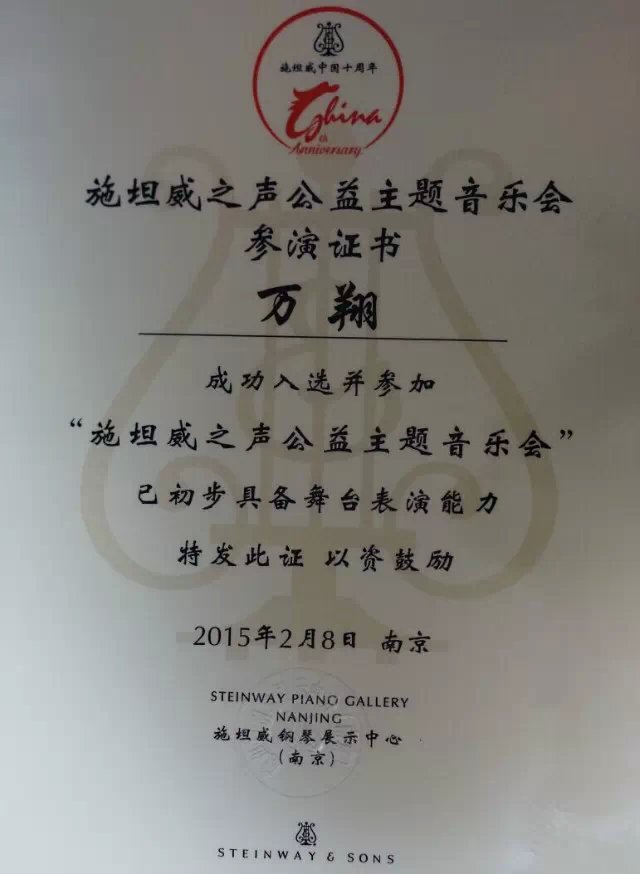 施坦威中国十周年
China
th
Anniversary
施坦威之声公益主题音乐会
参演证书
万翔
成功入选并参加
“施坦威之声公益主题音乐会”
已初步具备舞台表演能力
特发此证 以资鼓励
2015年2月8日 南京
STEINWAY PIANO GALLERY
NANJING
施坦威钢琴展示中心
(南京)
STEINWAY & SONS